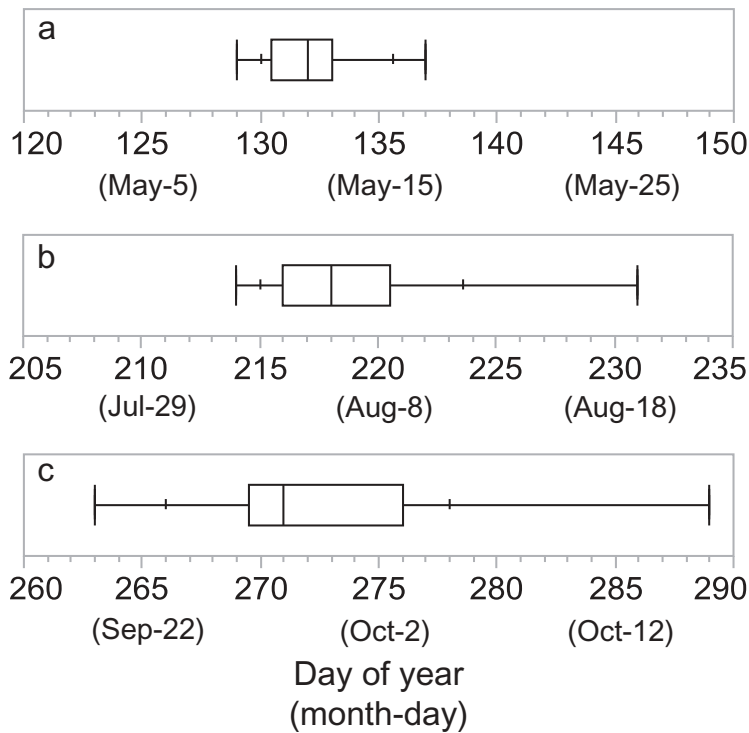 a
120 125 130 135 140 145 150
(May-5) (May-15) (May-25)
b
205 210 215 220 225 230 235
(Jul-29) (Aug-8) (Aug-18)
c
260 265 270 275 280 285 290
(Sep-22) (Oct-2) (Oct-12)
Day of year
(month-day)